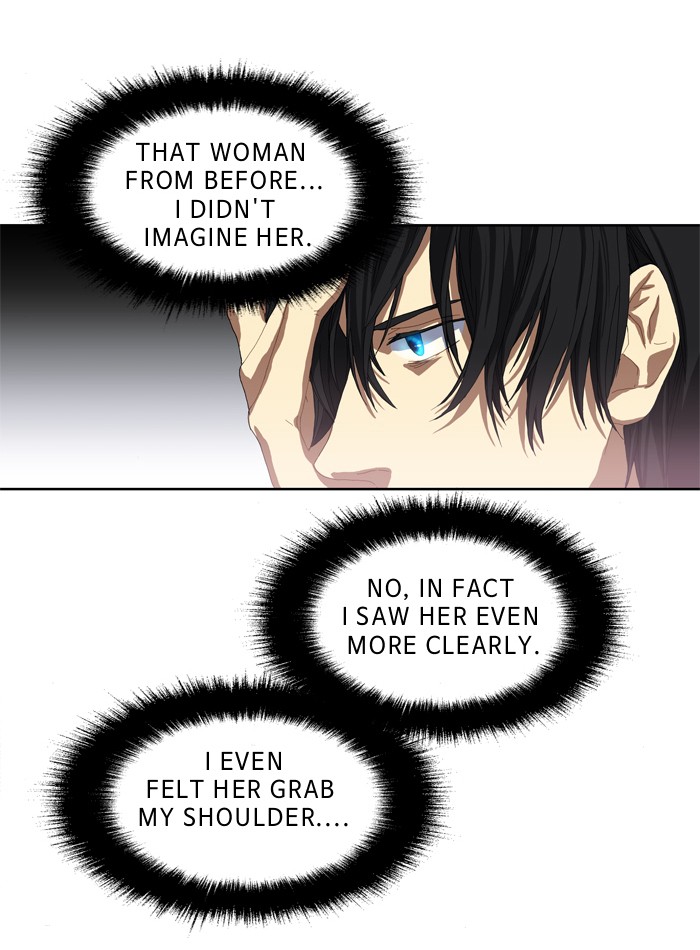 THAT WOMAN
FROM BEFORE...
I DIDN'T
IMAGINE HER.
NO, IN FACT
I SAW HER EVEN
MORE CLEARLY.
I EVEN
FELT HER GRAB
MY SHOULDER....